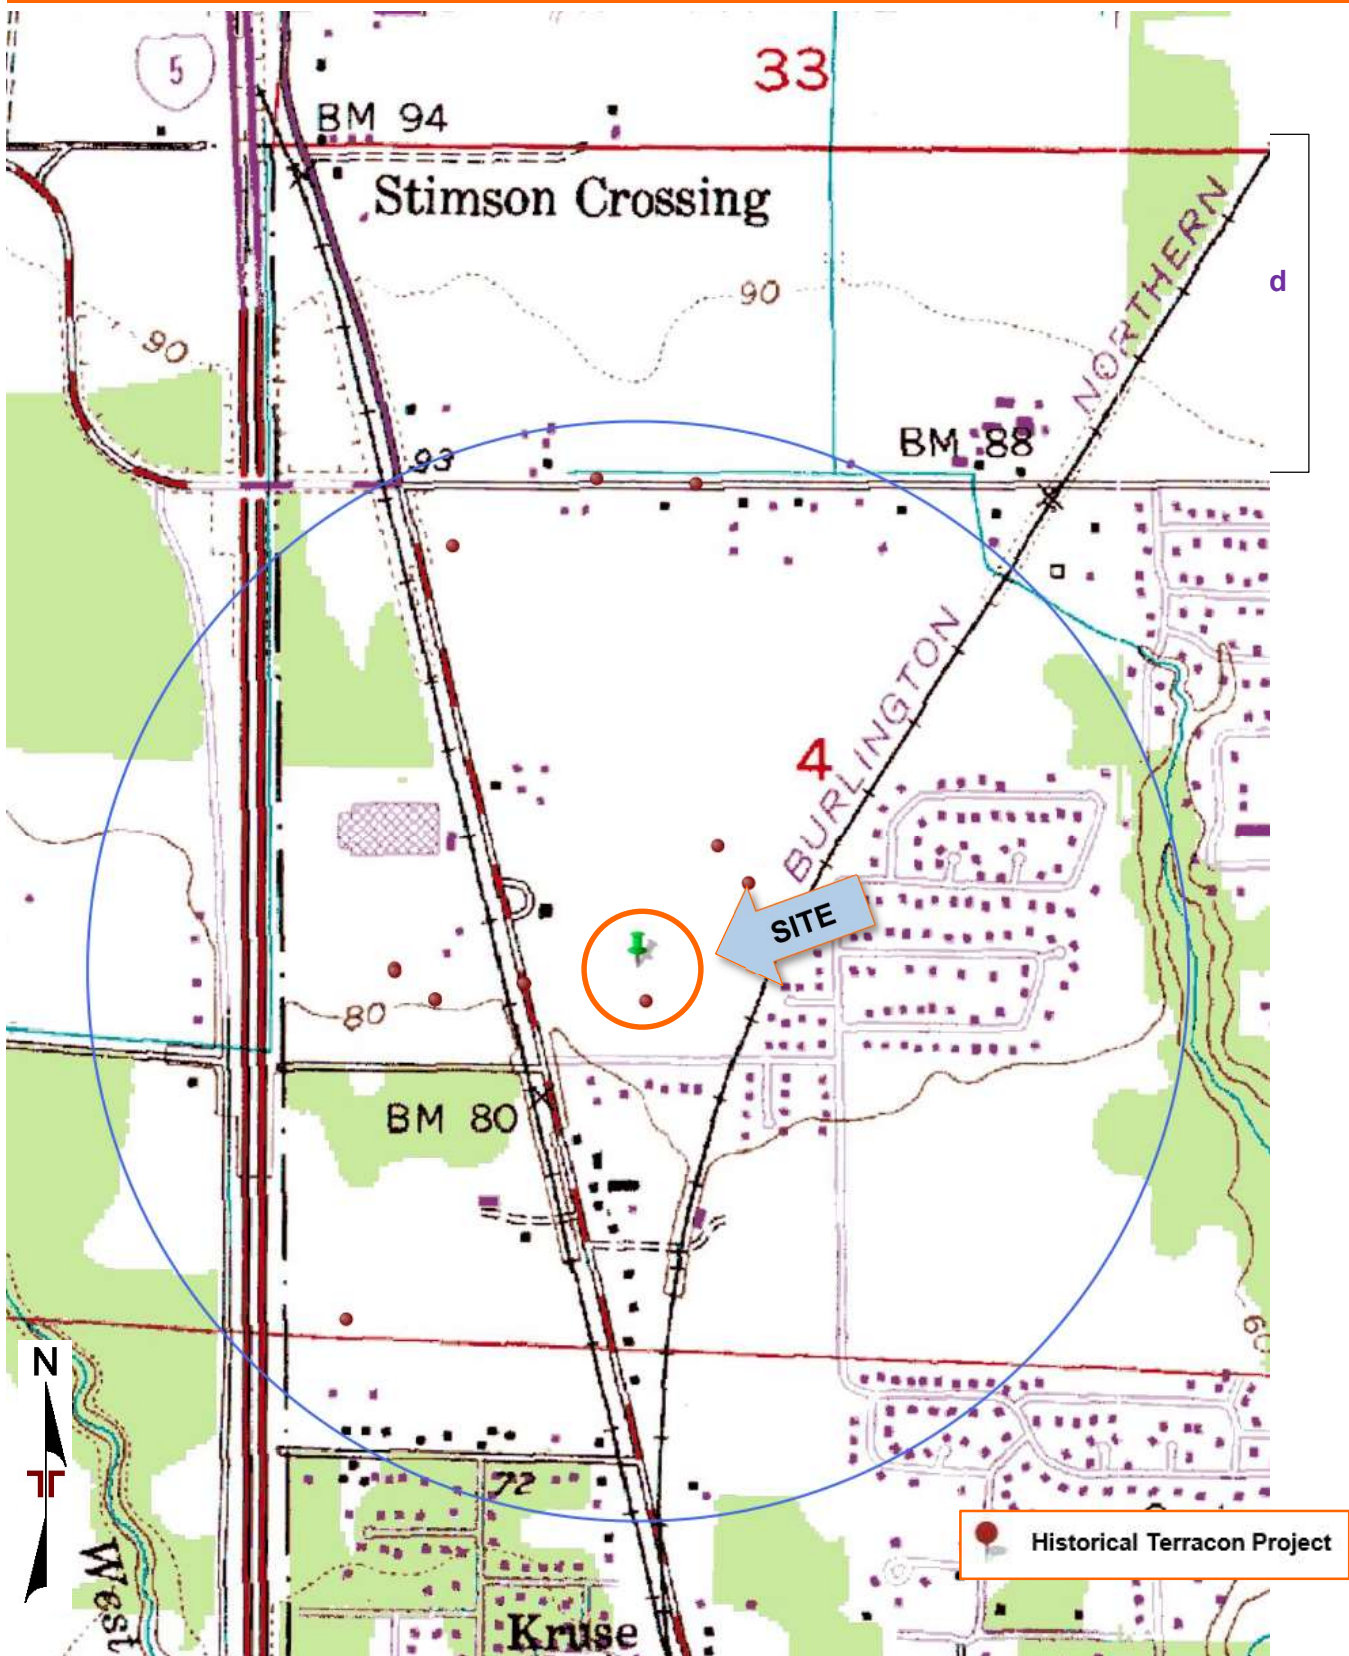 33
5
BM 94
Stimson Crossing
NORTHERN
d
90
90
BM 88
93
BURLINGTON
4
SITE
80
BM 80
60
N
72
Historical Terracon Project
West
Kruse